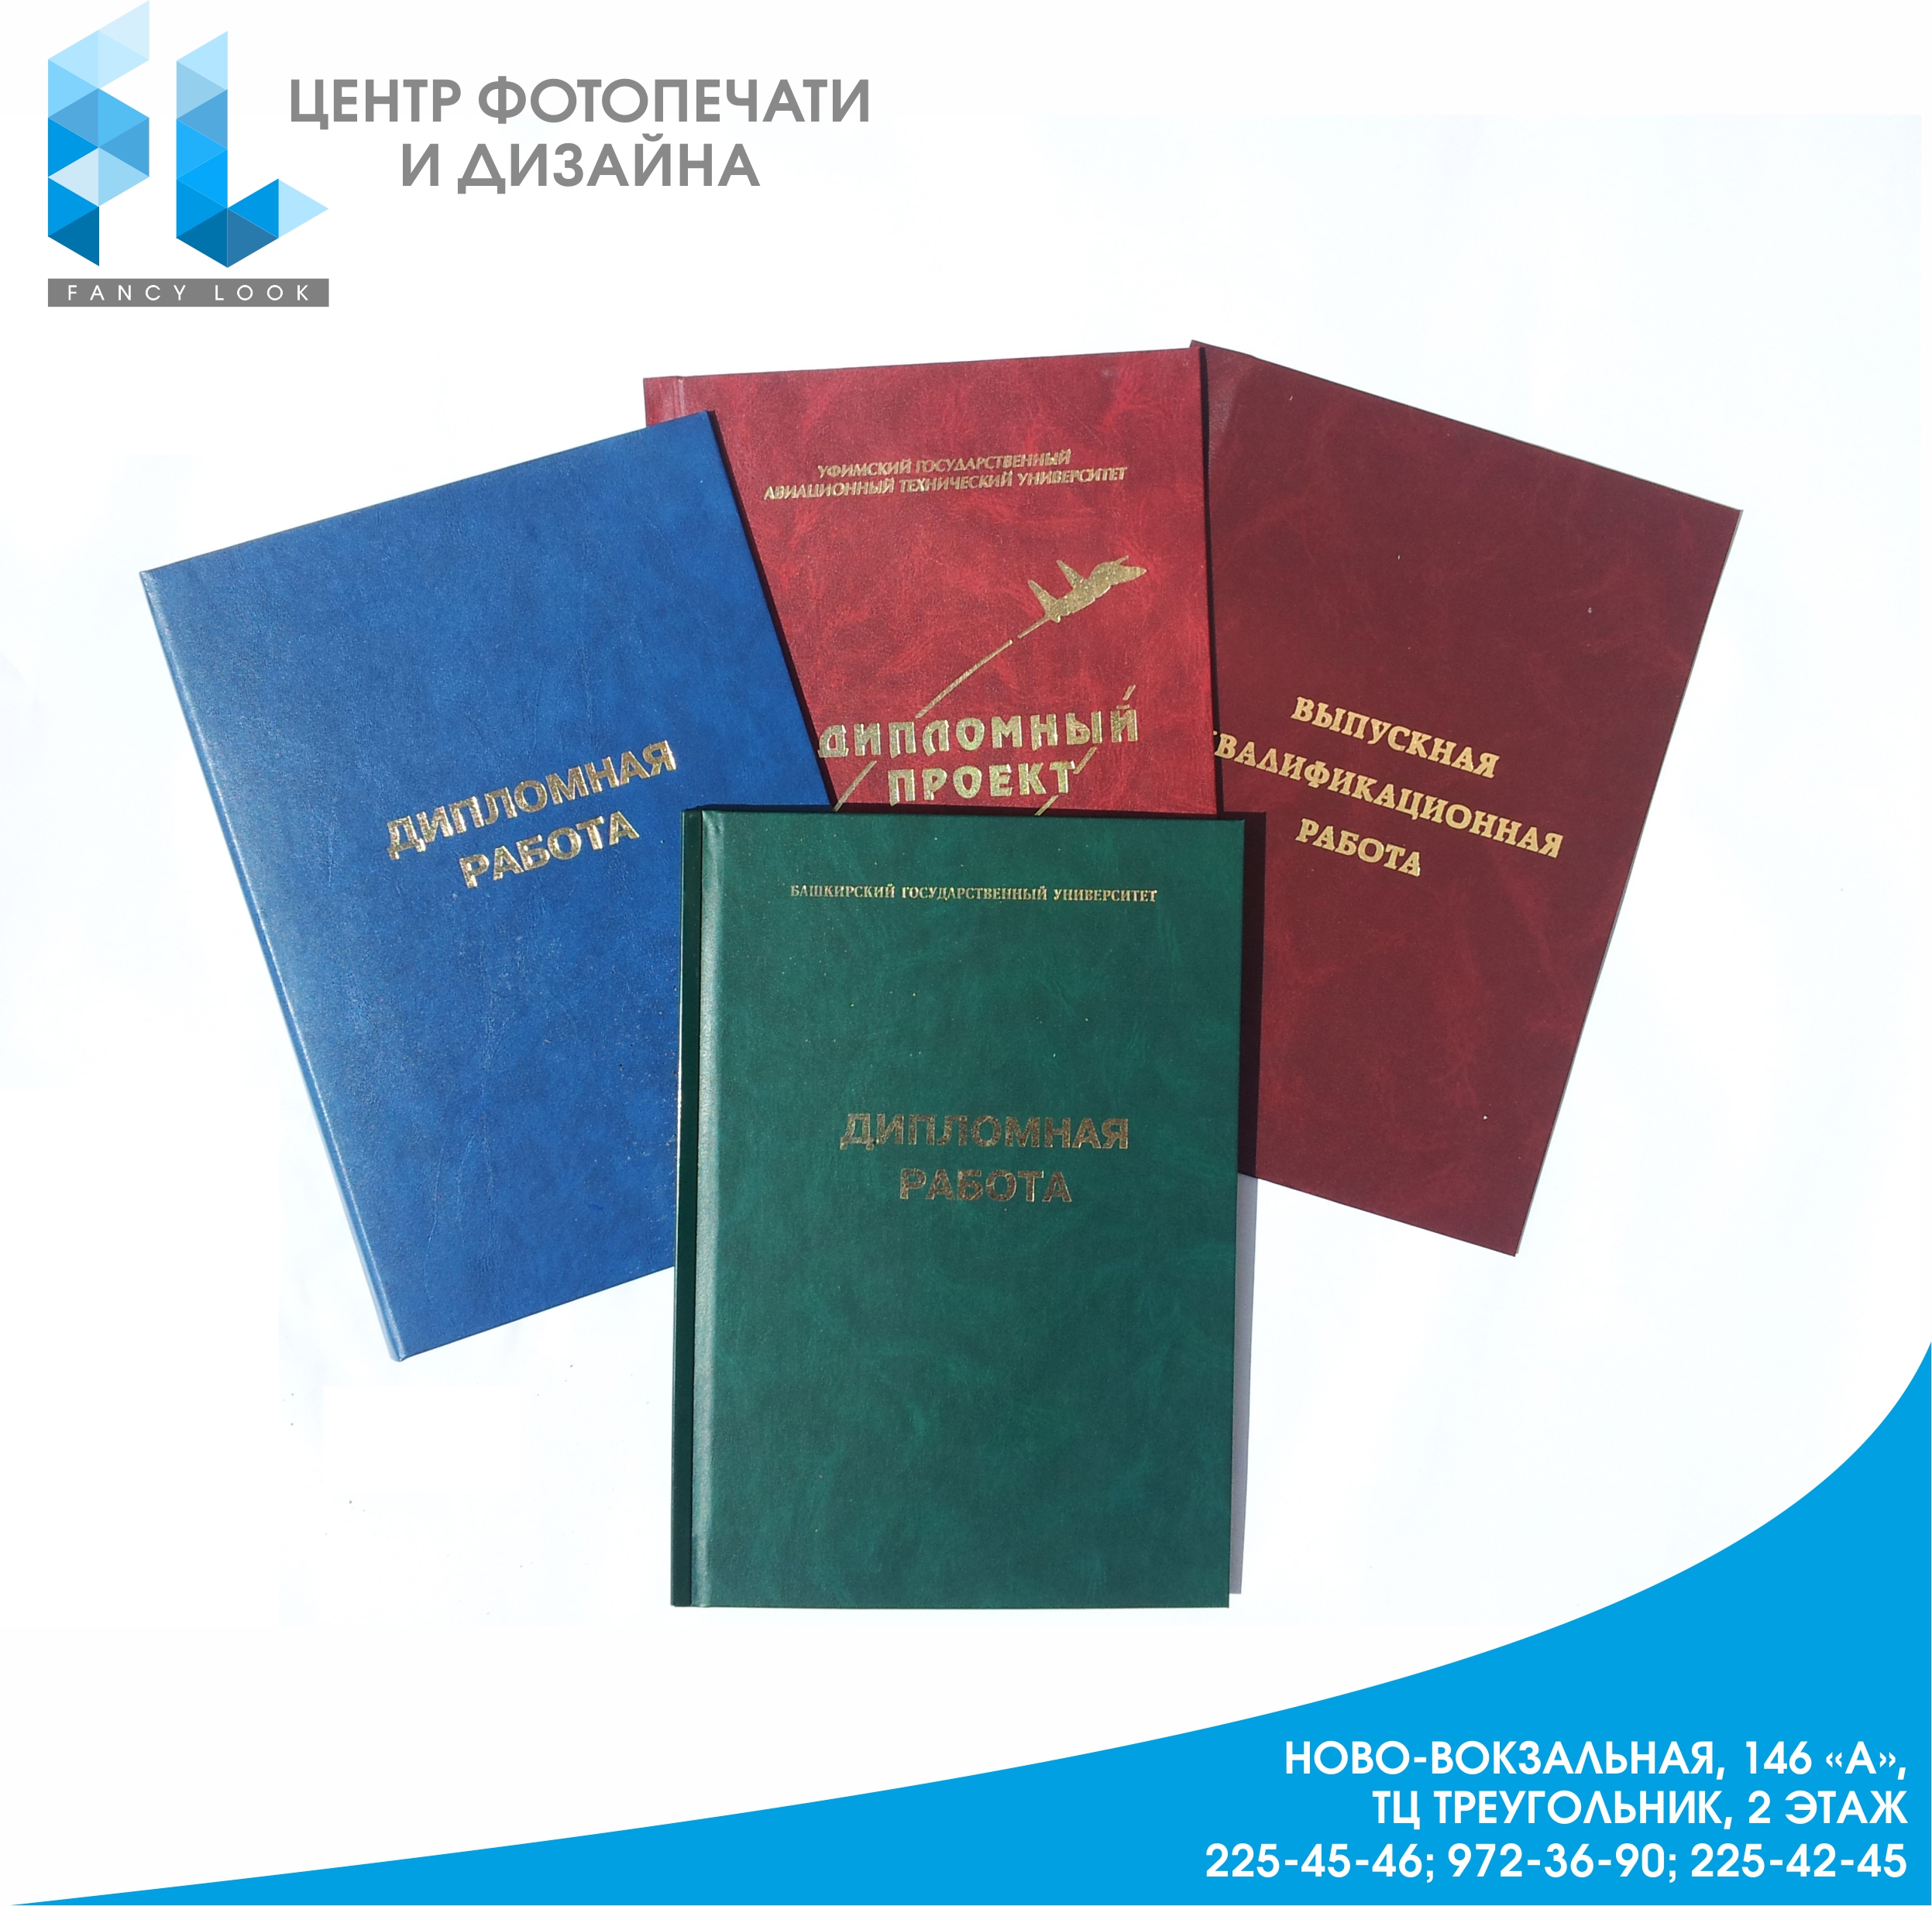 ЦЕНТР ФОТОПЕЧАТИ
И ДИЗАЙНА
FANCY LOOK
УФИМСКИЙ ГОСУДАРСТВЕННЫЙ
АВИАЦИОННЫЙ ТЕХНИЧЕСКИЙ УНИВЕРСИТЕТ
ДИПЛОМНЫЙ
ПРОЕКТ
ДИПЛОМНАЯ
РАБОТА
ВЫПУСКНАЯ
КВАЛИФИКАЦИОННАЯ
РАБОТА
БАШКИРСКИЙ ГОСУДАРСТВЕННЫЙ УНИВЕРСИТЕТ
ДИПЛОМНАЯ
РАБОТА
НОВО-ВОКЗАЛЬНАЯ, 146 «А»,
ТЦ ТРЕУГОЛЬНИК, 2 ЭТАЖ
225-45-46; 972-36-90; 225-42-45